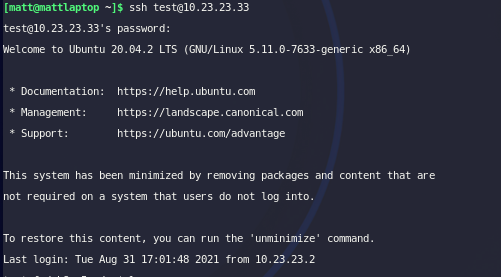 [matt@mattlaptop ~]$ ssh test@10.23.23.33
test@10.23.23.33's password:
Welcome to Ubuntu 20.04.2 LTS (GNU/Linux 5.11.0-7633-generic x86_64)
* Documentation:  https://help.ubuntu.com
* Management:     https://landscape.canonical.com
* Support:        https://ubuntu.com/advantage
This system has been minimized by removing packages and content that are
not required on a system that users do not log into.
To restore this content, you can run the 'unminimize' command.
Last login: Tue Aug 31 17:01:48 2021 from 10.23.23.2